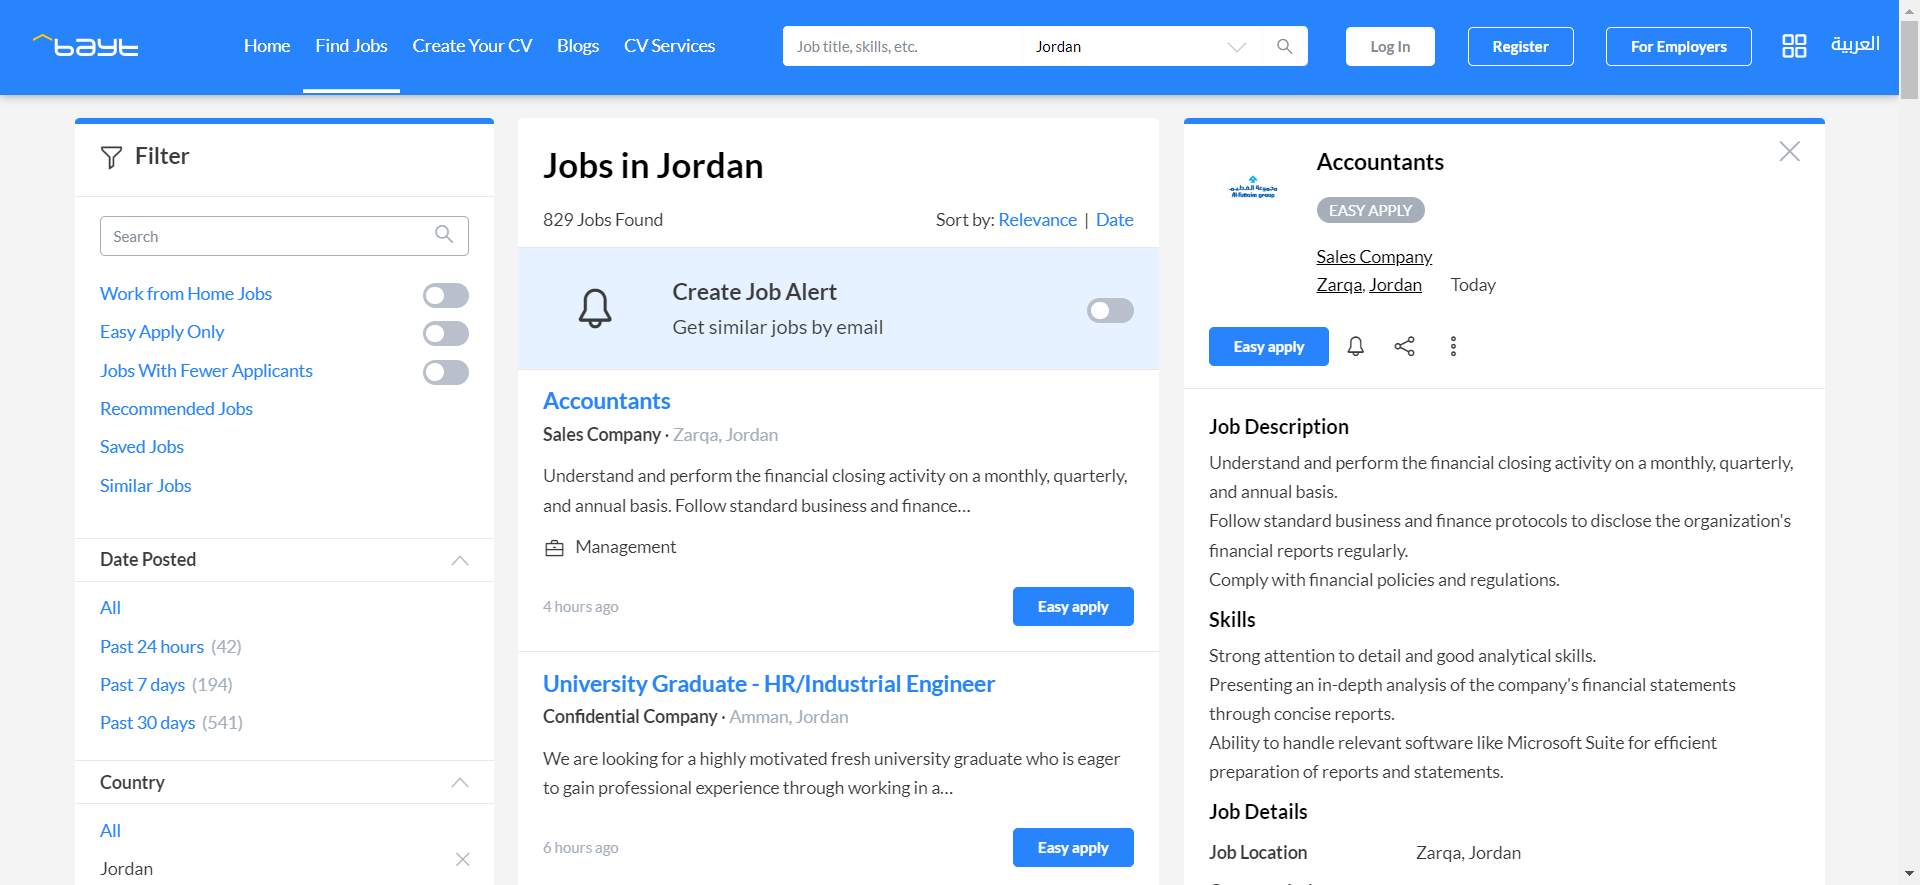 bayt
Home
Find Jobs
Create Your CV
Blogs
CV Services
Job title, skills, etc.
Jordan
Log In
Register
For Employers
العربية
Filter
Search
Work from Home Jobs
Easy Apply Only
Jobs With Fewer Applicants
Recommended Jobs
Saved Jobs
Similar Jobs
Date Posted
All
Past 24 hours (42)
Past 7 days (194)
Past 30 days (541)
Country
All
Jordan
Jobs in Jordan
829 Jobs Found
Sort by: Relevance | Date
Create Job Alert
Get similar jobs by email
Accountants
Sales Company · Zarqa, Jordan
Understand and perform the financial closing activity on a monthly, quarterly,
and annual basis. Follow standard business and finance...
Management
4 hours ago
Easy apply
University Graduate - HR/Industrial Engineer
Confidential Company · Amman, Jordan
We are looking for a highly motivated fresh university graduate who is eager
to gain professional experience through working in a...
6 hours ago
Easy apply
مجموعة الفطيم
Al-Futtaim group
Accountants
EASY APPLY
Sales Company
Zarqa, Jordan Today
Easy apply
Job Description
Understand and perform the financial closing activity on a monthly, quarterly,
and annual basis.
Follow standard business and finance protocols to disclose the organization's
financial reports regularly.
Comply with financial policies and regulations.
Skills
Strong attention to detail and good analytical skills.
Presenting an in-depth analysis of the company's financial statements
through concise reports.
Ability to handle relevant software like Microsoft Suite for efficient
preparation of reports and statements.
Job Details
Job Location Zarqa, Jordan